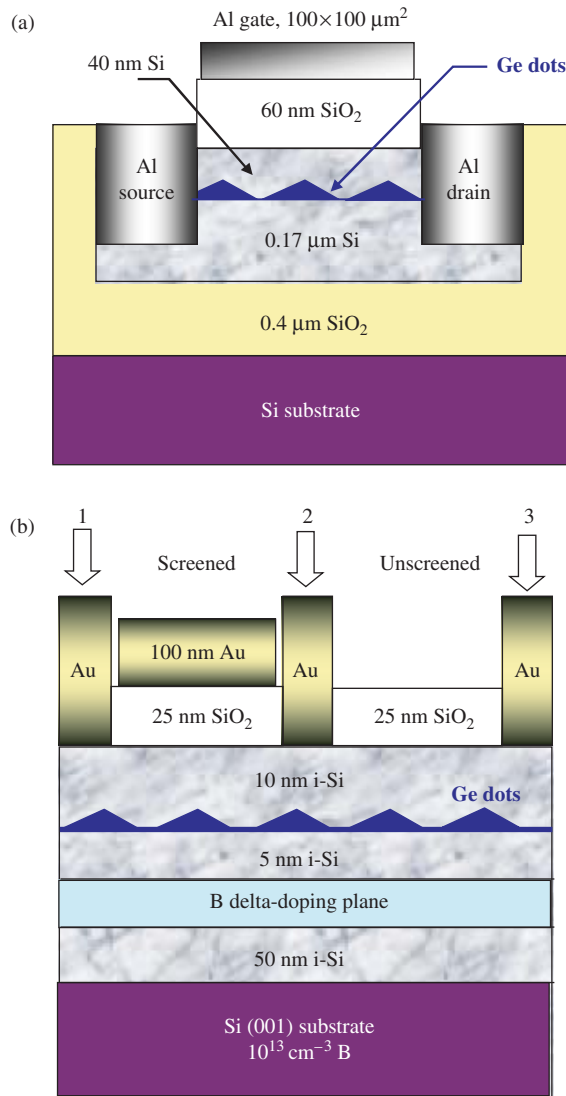 (a)
Al gate, 100×100 μm²
40 nm Si
Ge dots
60 nm SiO₂
Al
source
Al
drain
0.17 μm Si
0.4 μm SiO₂
Si substrate
(b)
1
2
3
Screened
Unscreened
Au
100 nm Au
Au
Au
25 nm SiO₂
25 nm SiO₂
10 nm i-Si
Ge dots
5 nm i-Si
B delta-doping plane
50 nm i-Si
Si (001) substrate
10¹³ cm⁻³ B